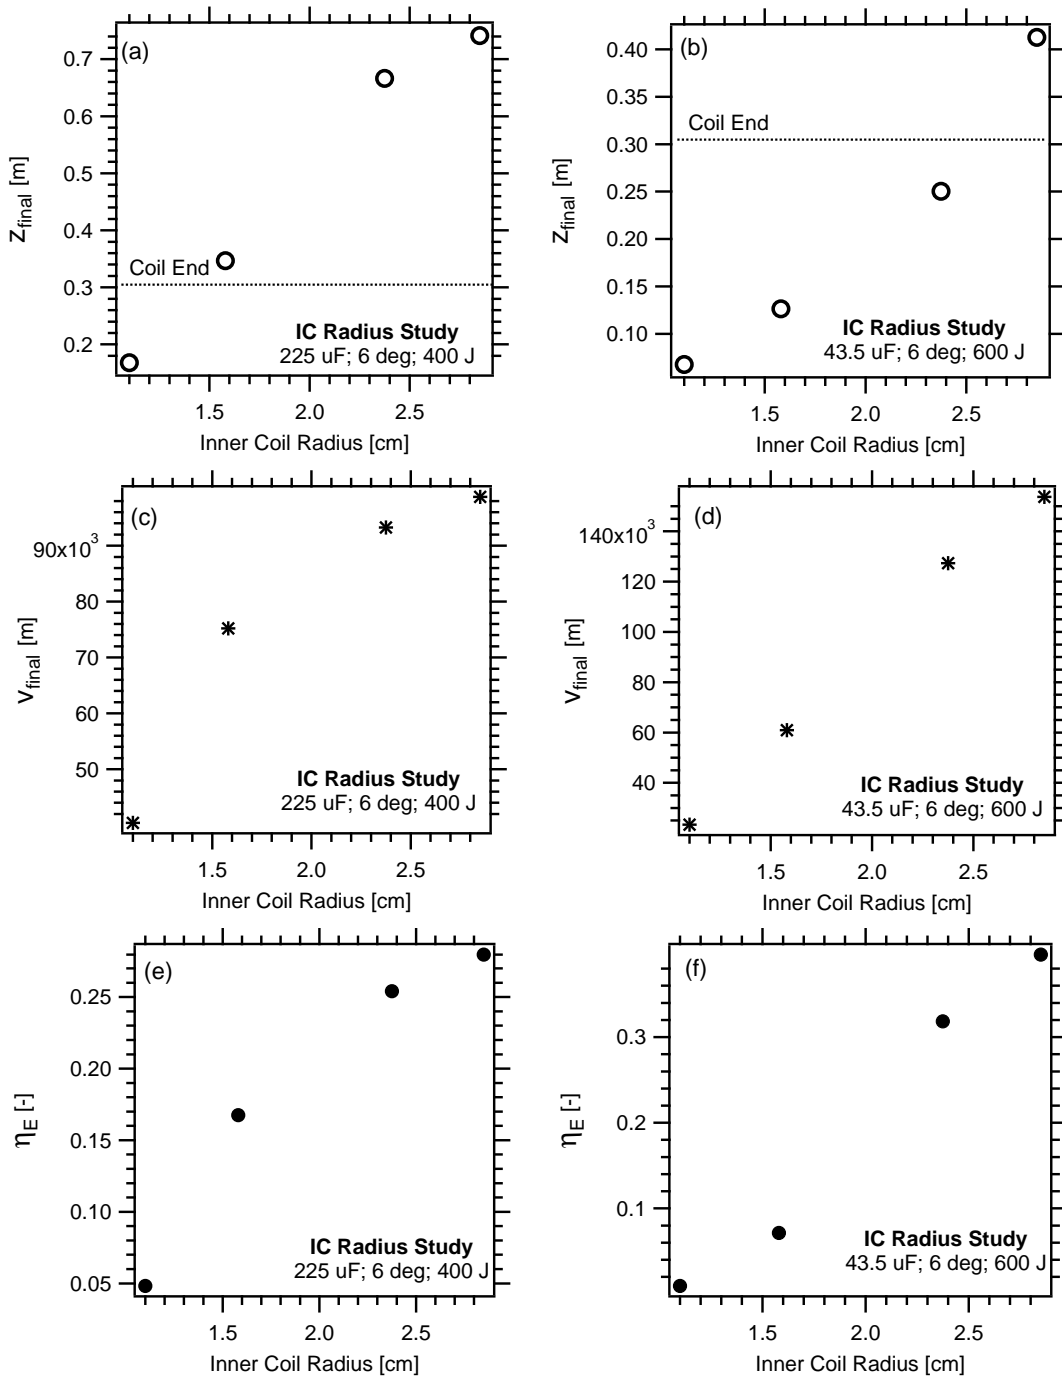 (a)
0.7
0.6
0.5
0.4
0.3
0.2
z_final [m]
Coil End
IC Radius Study
225 uF; 6 deg; 400 J
1.5 2.0 2.5
Inner Coil Radius [cm]
(b)
0.40
0.35
0.30
0.25
0.20
0.15
0.10
z_final [m]
Coil End
IC Radius Study
43.5 uF; 6 deg; 600 J
1.5 2.0 2.5
Inner Coil Radius [cm]
(c)
90x10³
80
70
60
50
v_final [m]
IC Radius Study
225 uF; 6 deg; 400 J
1.5 2.0 2.5
Inner Coil Radius [cm]
(d)
140x10³
120
100
80
60
40
v_final [m]
IC Radius Study
43.5 uF; 6 deg; 600 J
1.5 2.0 2.5
Inner Coil Radius [cm]
(e)
0.25
0.20
0.15
0.10
0.05
η_E [-]
IC Radius Study
225 uF; 6 deg; 400 J
1.5 2.0 2.5
Inner Coil Radius [cm]
(f)
0.3
0.2
0.1
η_E [-]
IC Radius Study
43.5 uF; 6 deg; 600 J
1.5 2.0 2.5
Inner Coil Radius [cm]